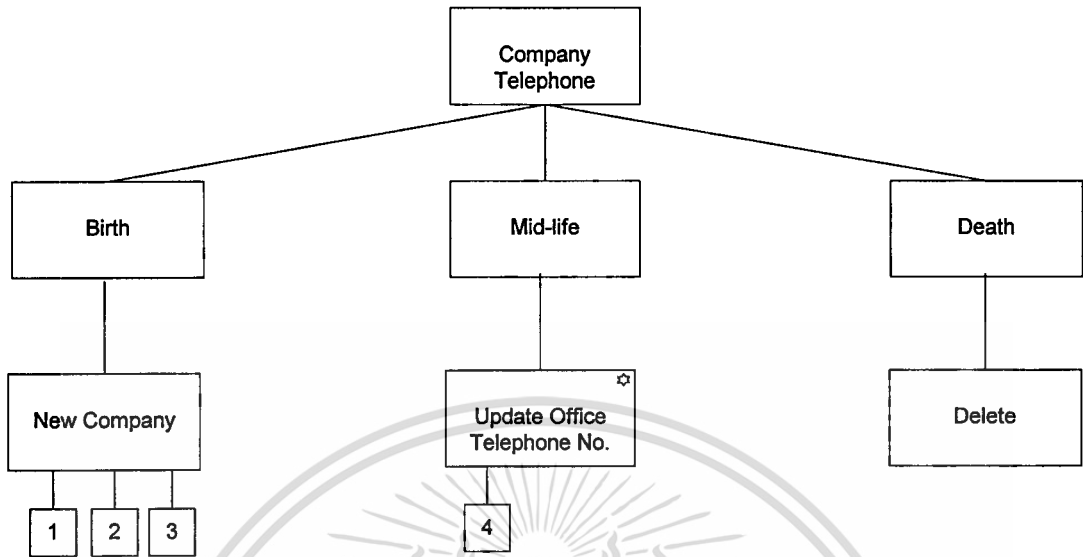 Company
Telephone
Birth
Mid-life
Death
New Company
Update Office
Telephone No.
Delete
1
2
3
4